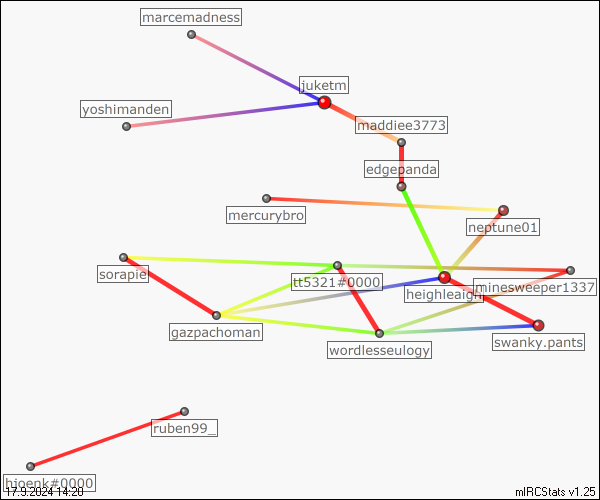 marcemadness
juketm
yoshimanden
maddiee3773
edgepanda
mercurybro
neptune01
sorapie
tt5321#0000
heighleaigh
minesweeper1337
gazpachoman
wordlesseulogy
swanky.pants
ruben99_
hjoenk#0000
17.9.2024 14:20
mIRCStats v1.25